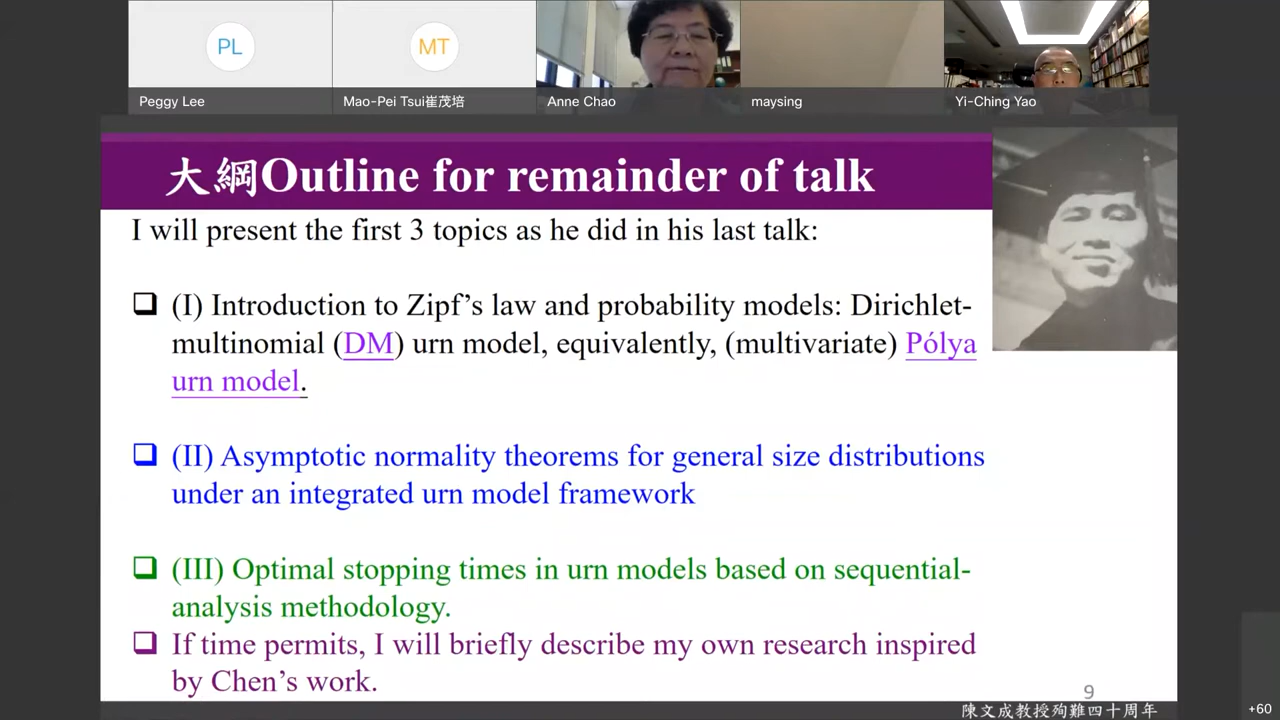 PL
MT
Peggy Lee
Mao-Pei Tsui崔茂培
Anne Chao
maysing
Yi-Ching Yao
大綱Outline for remainder of talk
I will present the first 3 topics as he did in his last talk:
(I) Introduction to Zipf’s law and probability models: Dirichlet-
multinomial (DM) urn model, equivalently, (multivariate) Pólya
urn model.
(II) Asymptotic normality theorems for general size distributions
under an integrated urn model framework
(III) Optimal stopping times in urn models based on sequential-
analysis methodology.
If time permits, I will briefly describe my own research inspired
by Chen’s work.
9
陳文成教授殉難四十周年
+60